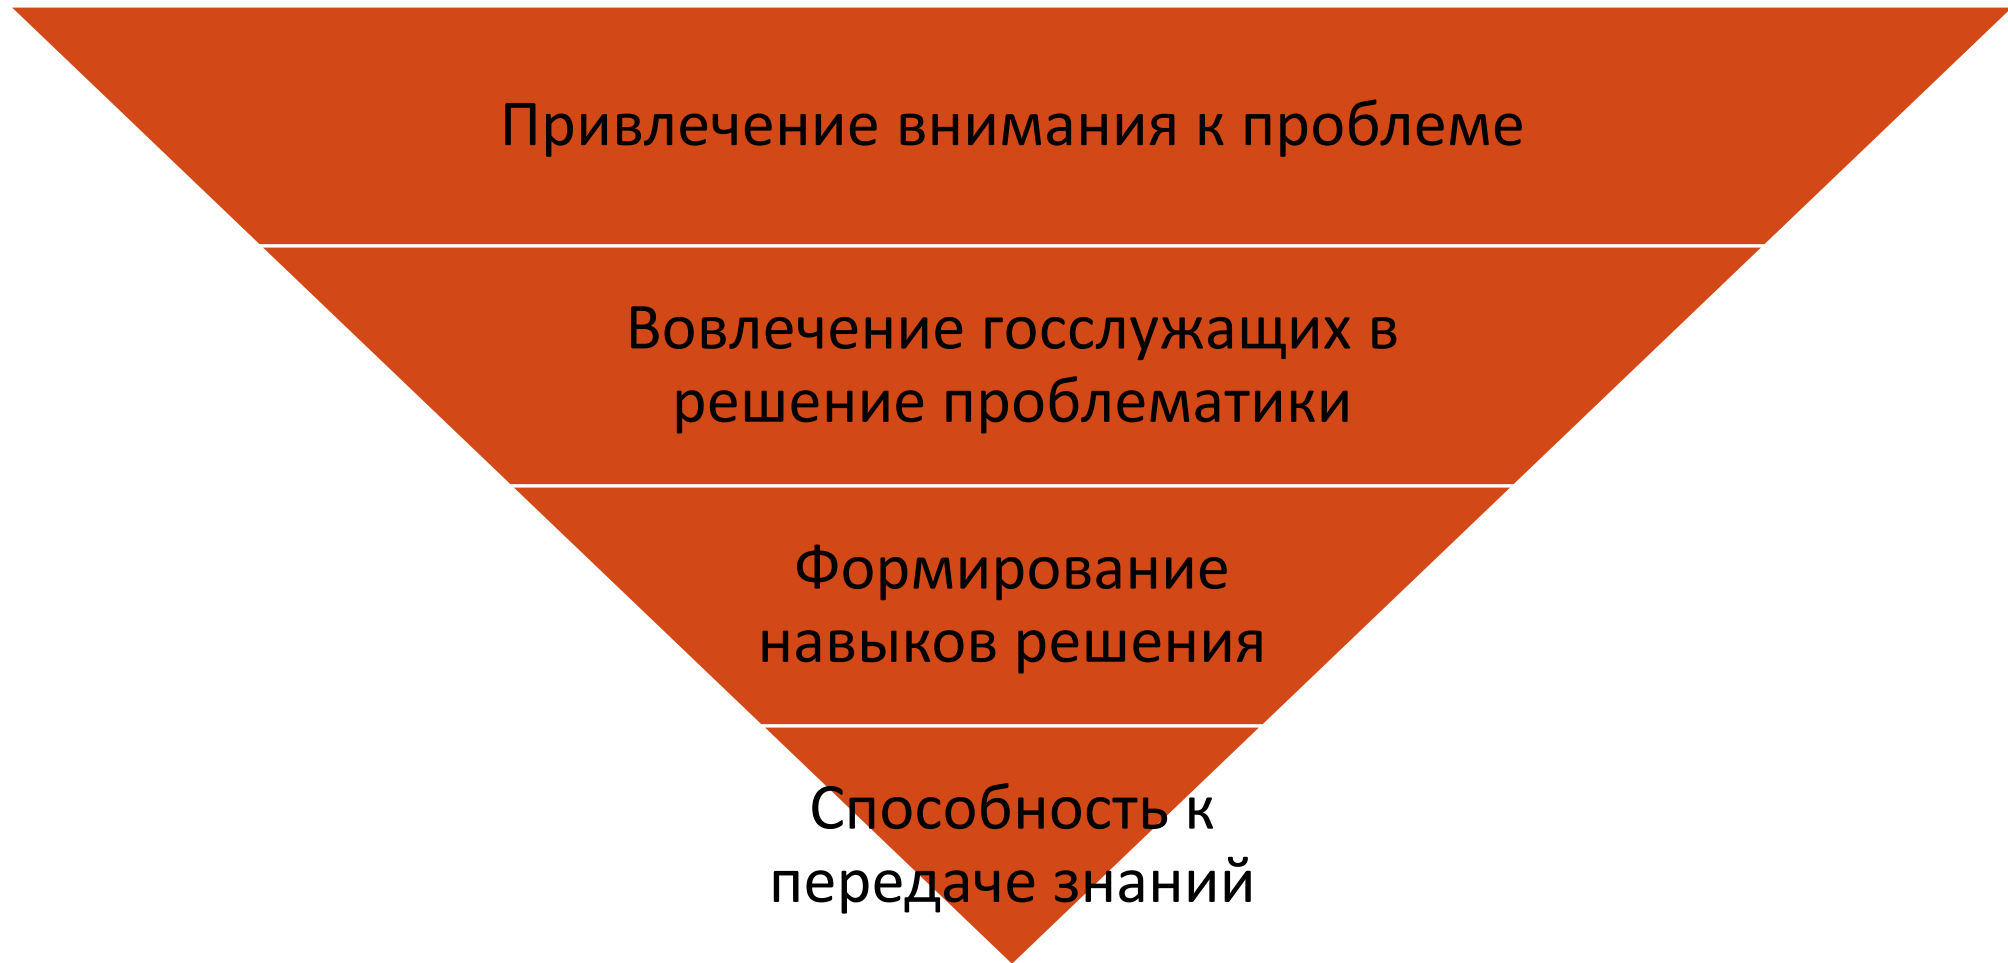 Привлечение внимания к проблеме
Вовлечение госслужащих в
решение проблематики
Формирование
навыков решения
Способность к
передаче знаний